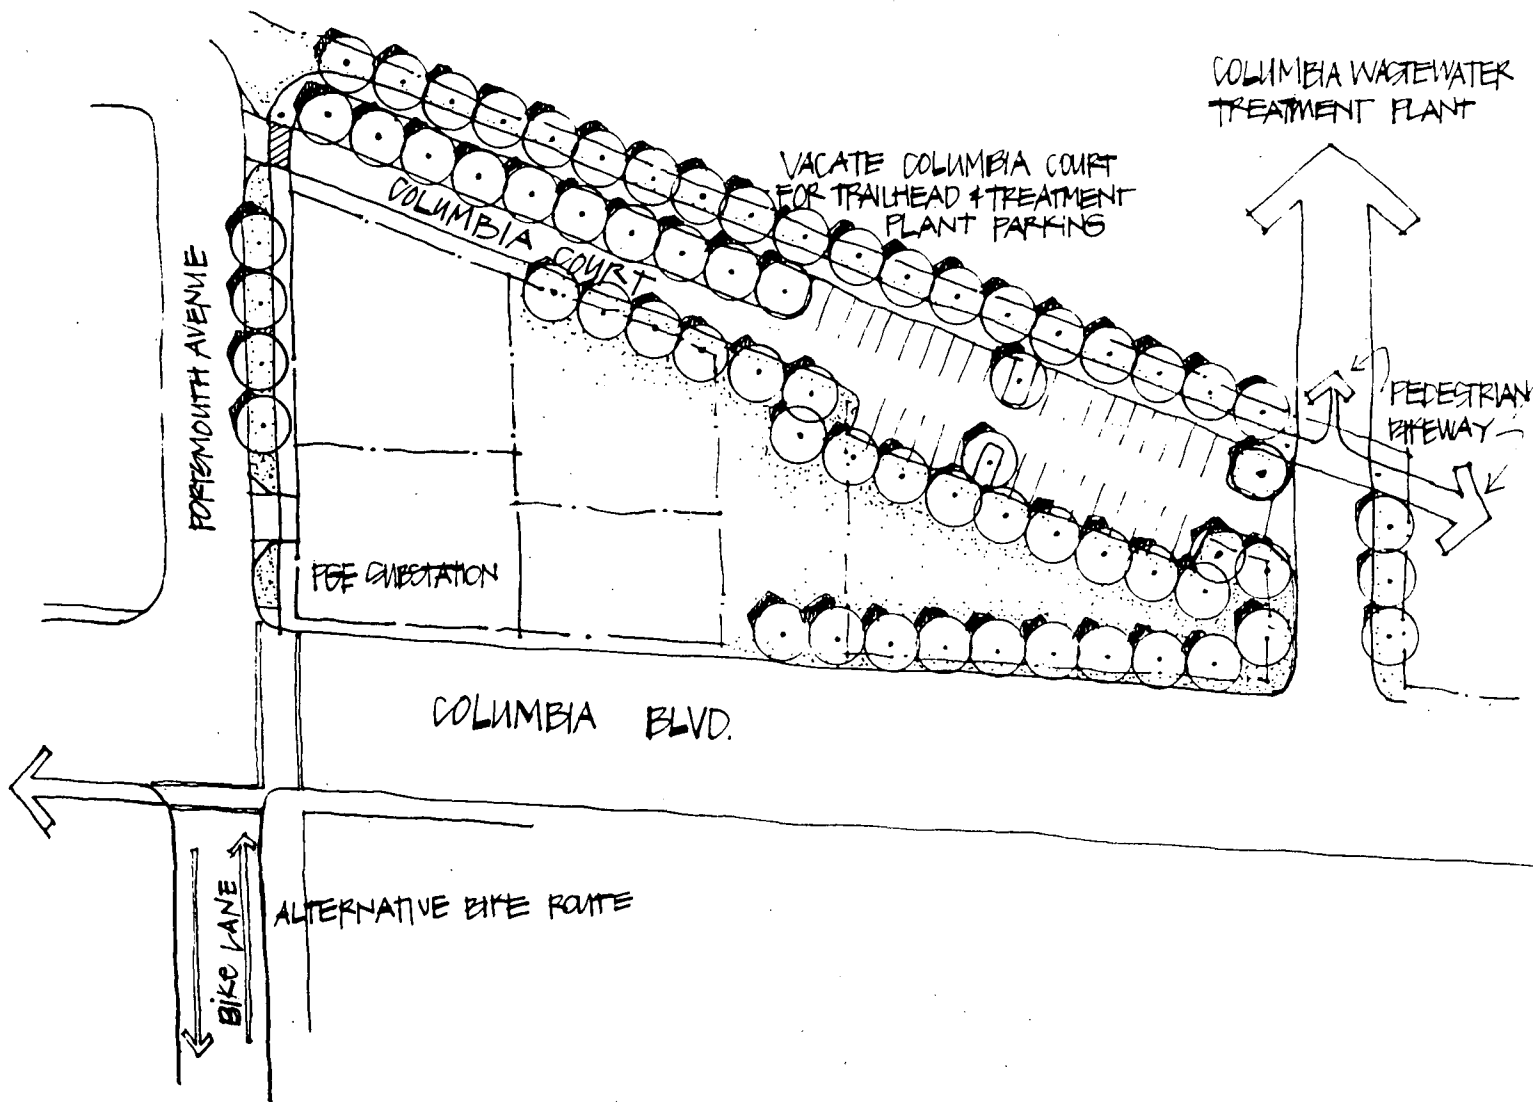 COLUMBIA WASTEWATER
TREATMENT PLANT
VACATE COLUMBIA COURT
FOR TRAILHEAD & TREATMENT
PLANT PARKING
COLUMBIA COURT
PORTSMOUTH AVENUE
PEDESTRIAN
BIKEWAY
PGE SUBSTATION
COLUMBIA BLVD.
BIKE LANE
ALTERNATIVE BIKE ROUTE